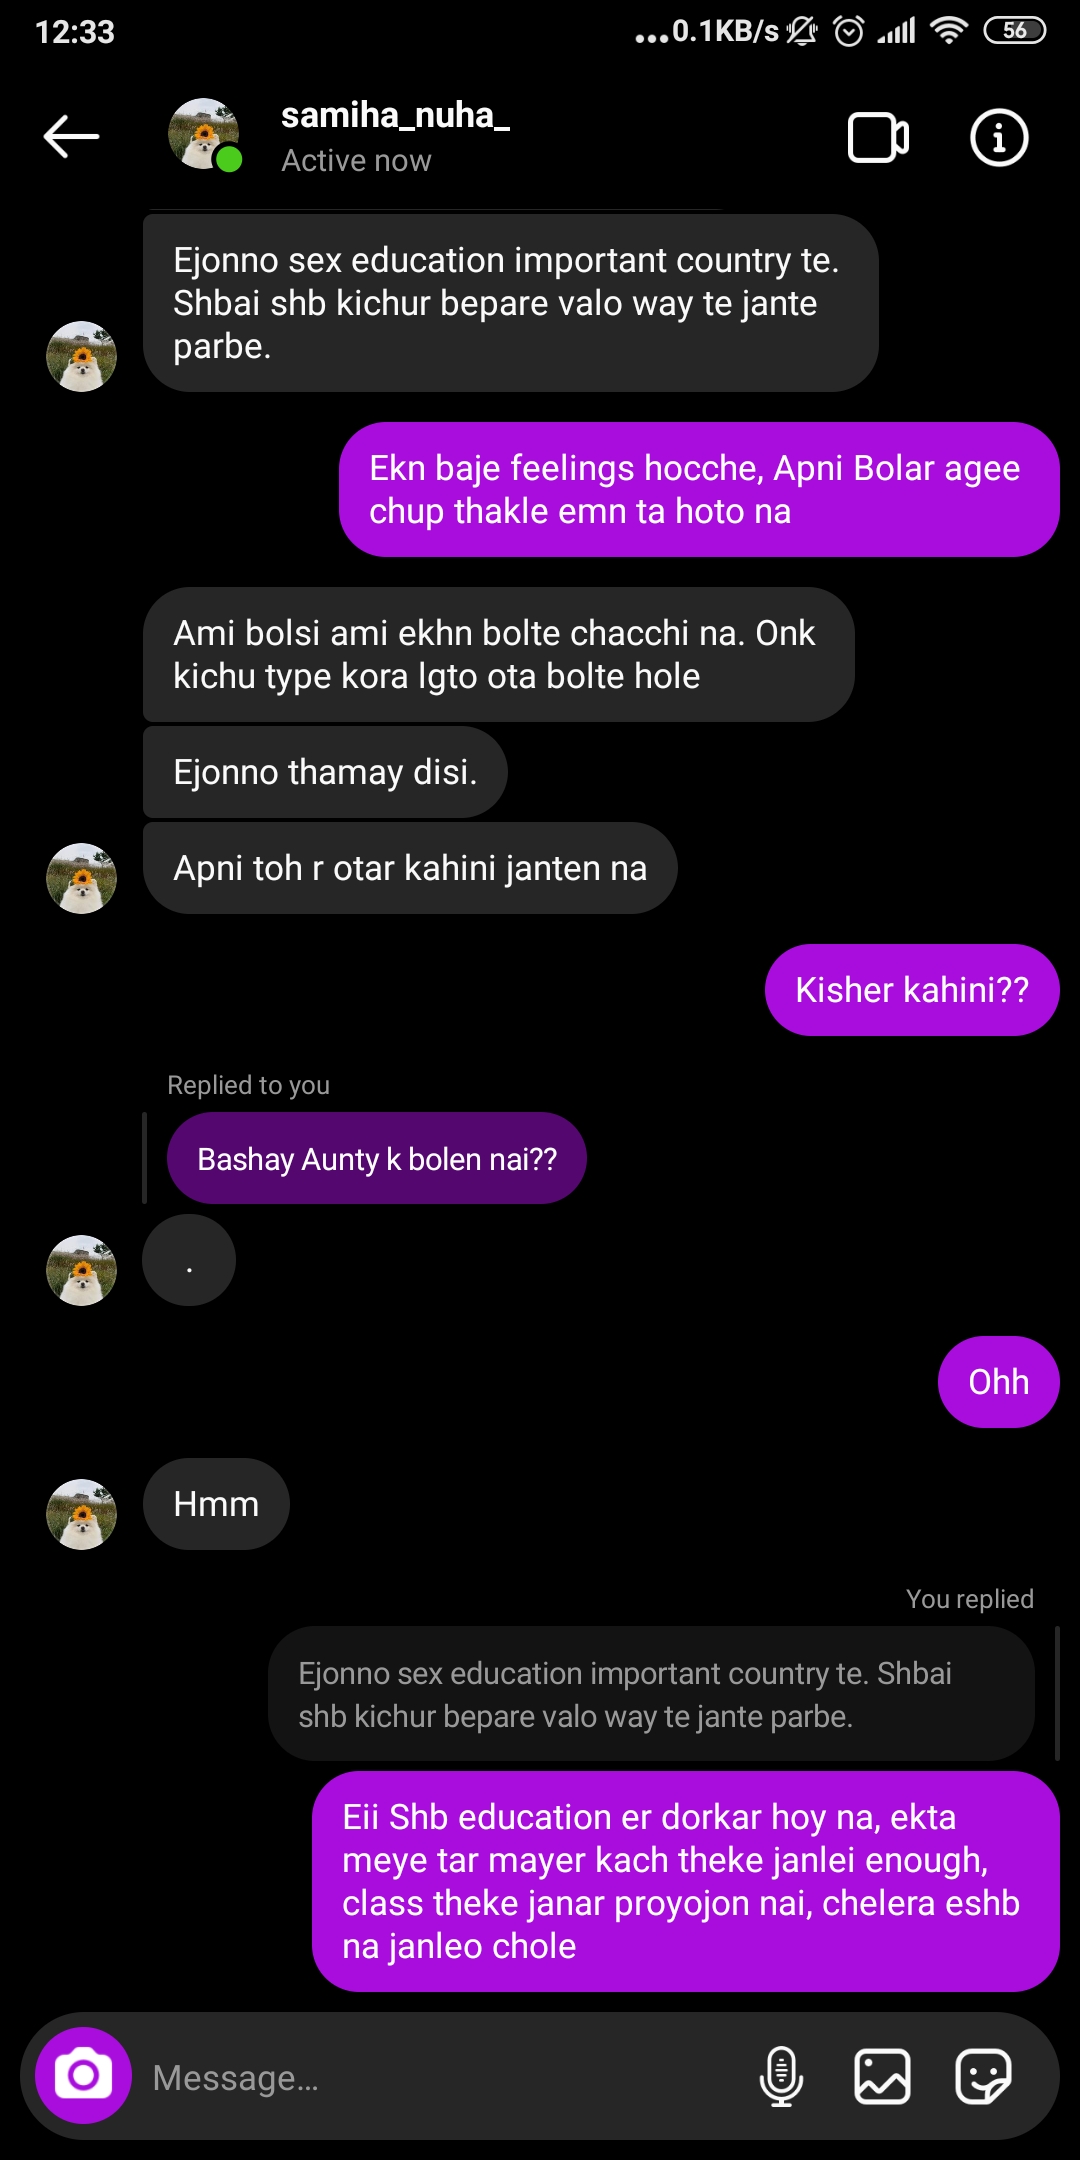 12:33
...0.1KB/s
56
samiha_nuha_
Active now
Ejonno sex education important country te.
Shbai shb kichur bepare valo way te jante
parbe.
Ekn baje feelings hocche, Apni Bolar agee
chup thakle emn ta hoto na
Ami bolsi ami ekhn bolte chacchi na. Onk
kichu type kora lgto ota bolte hole
Ejonno thamay disi.
Apni toh r otar kahini janten na
Kisher kahini??
Replied to you
Bashay Aunty k bolen nai??
.
Ohh
Hmm
You replied
Ejonno sex education important country te. Shbai
shb kichur bepare valo way te jante parbe.
Eii Shb education er dorkar hoy na, ekta
meye tar mayer kach theke janlei enough,
class theke janar proyojon nai, chelera eshb
na janleo chole
Message...